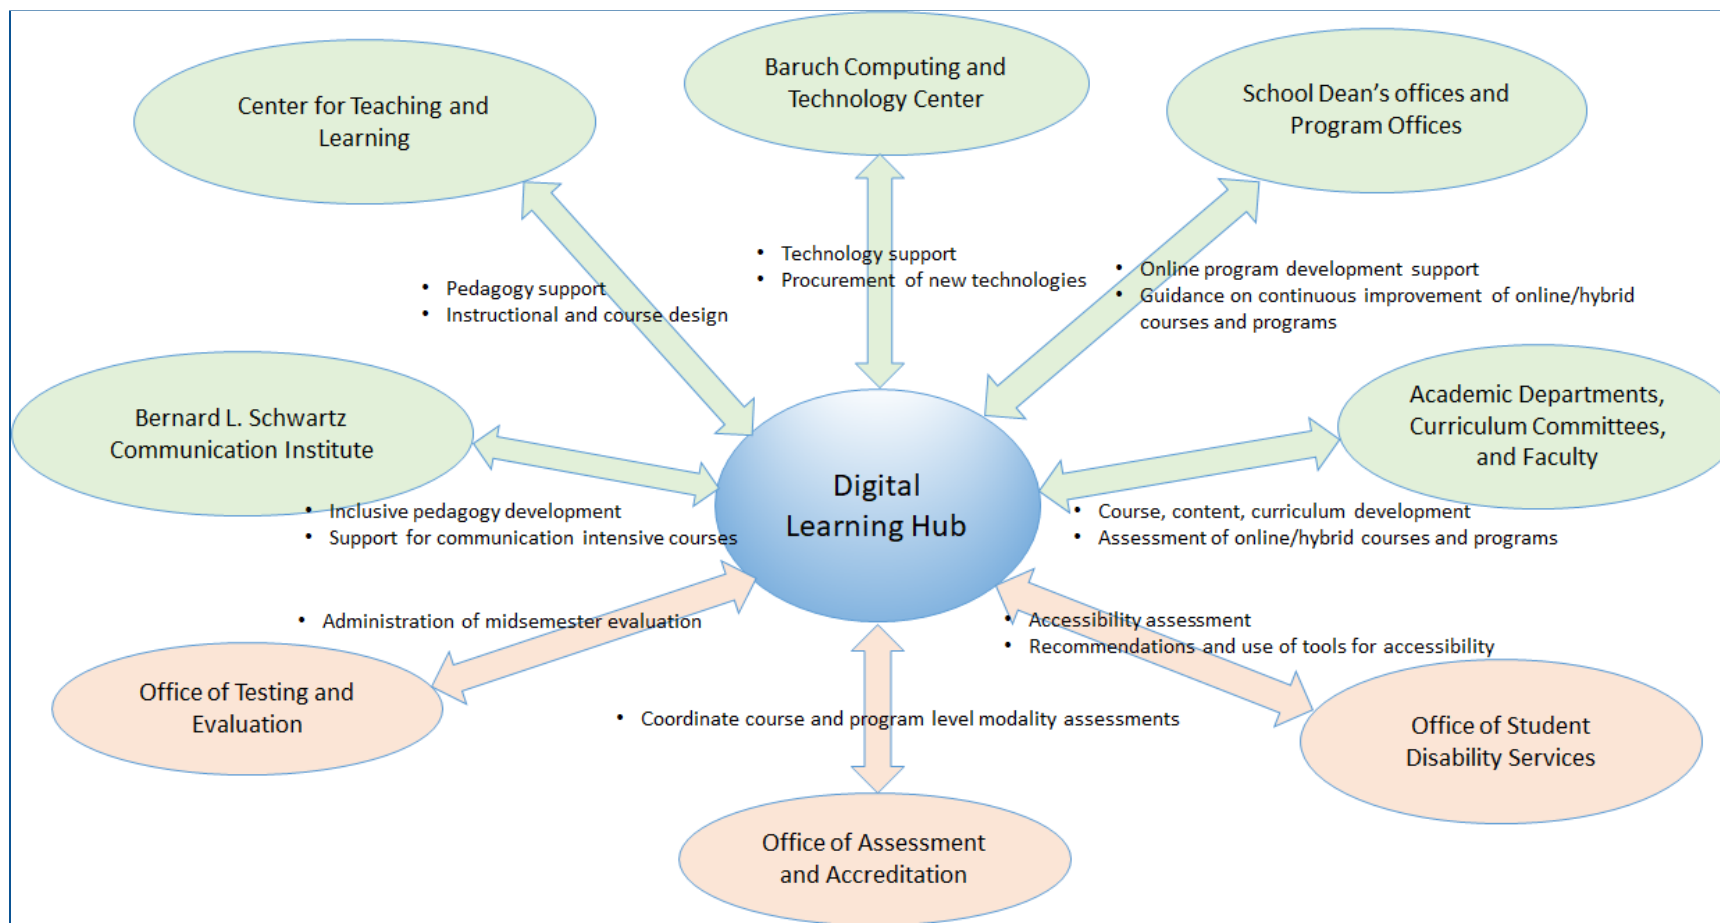 Baruch Computing and
Technology Center
Center for Teaching and
Learning
School Dean's offices and
Program Offices
• Technology support
• Procurement of new technologies
• Online program development support
• Guidance on continuous improvement of online/hybrid
courses and programs
• Pedagogy support
• Instructional and course design
Bernard L. Schwartz
Communication Institute
Academic Departments,
Curriculum Committees,
and Faculty
Digital
Learning Hub
• Inclusive pedagogy development
• Support for communication intensive courses
• Course, content, curriculum development
• Assessment of online/hybrid courses and programs
• Administration of midsemester evaluation
• Accessibility assessment
• Recommendations and use of tools for accessibility
Office of Testing and
Evaluation
• Coordinate course and program level modality assessments
Office of Student
Disability Services
Office of Assessment
and Accreditation